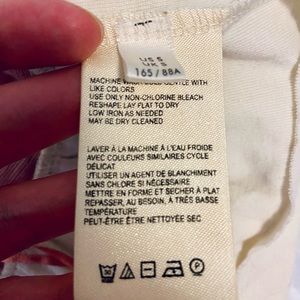 US S
UK S
165/88A
MACHINE WASH COLD GENTLE WITH
LIKE COLORS
USE ONLY NON-CHLORINE BLEACH
RESHAPE LAY FLAT TO DRY
LOW IRON AS NEEDED
MAY BE DRY CLEANED
LAVER À LA MACHINE À L'EAU FROIDE
AVEC COULEURS SIMILAIRES CYCLE
DÉLICAT
UTILISER UN AGENT DE BLANCHIMENT
SANS CHLORE SI NÉCESSAIRE
REMETTRE EN FORME SÉCHER À PLAT
REPASSER, AU BESOIN, À TRÈS BASSE
TEMPÉRATURE
PEUT-ÊTRE ÊTRE NETTOYÉE SEC